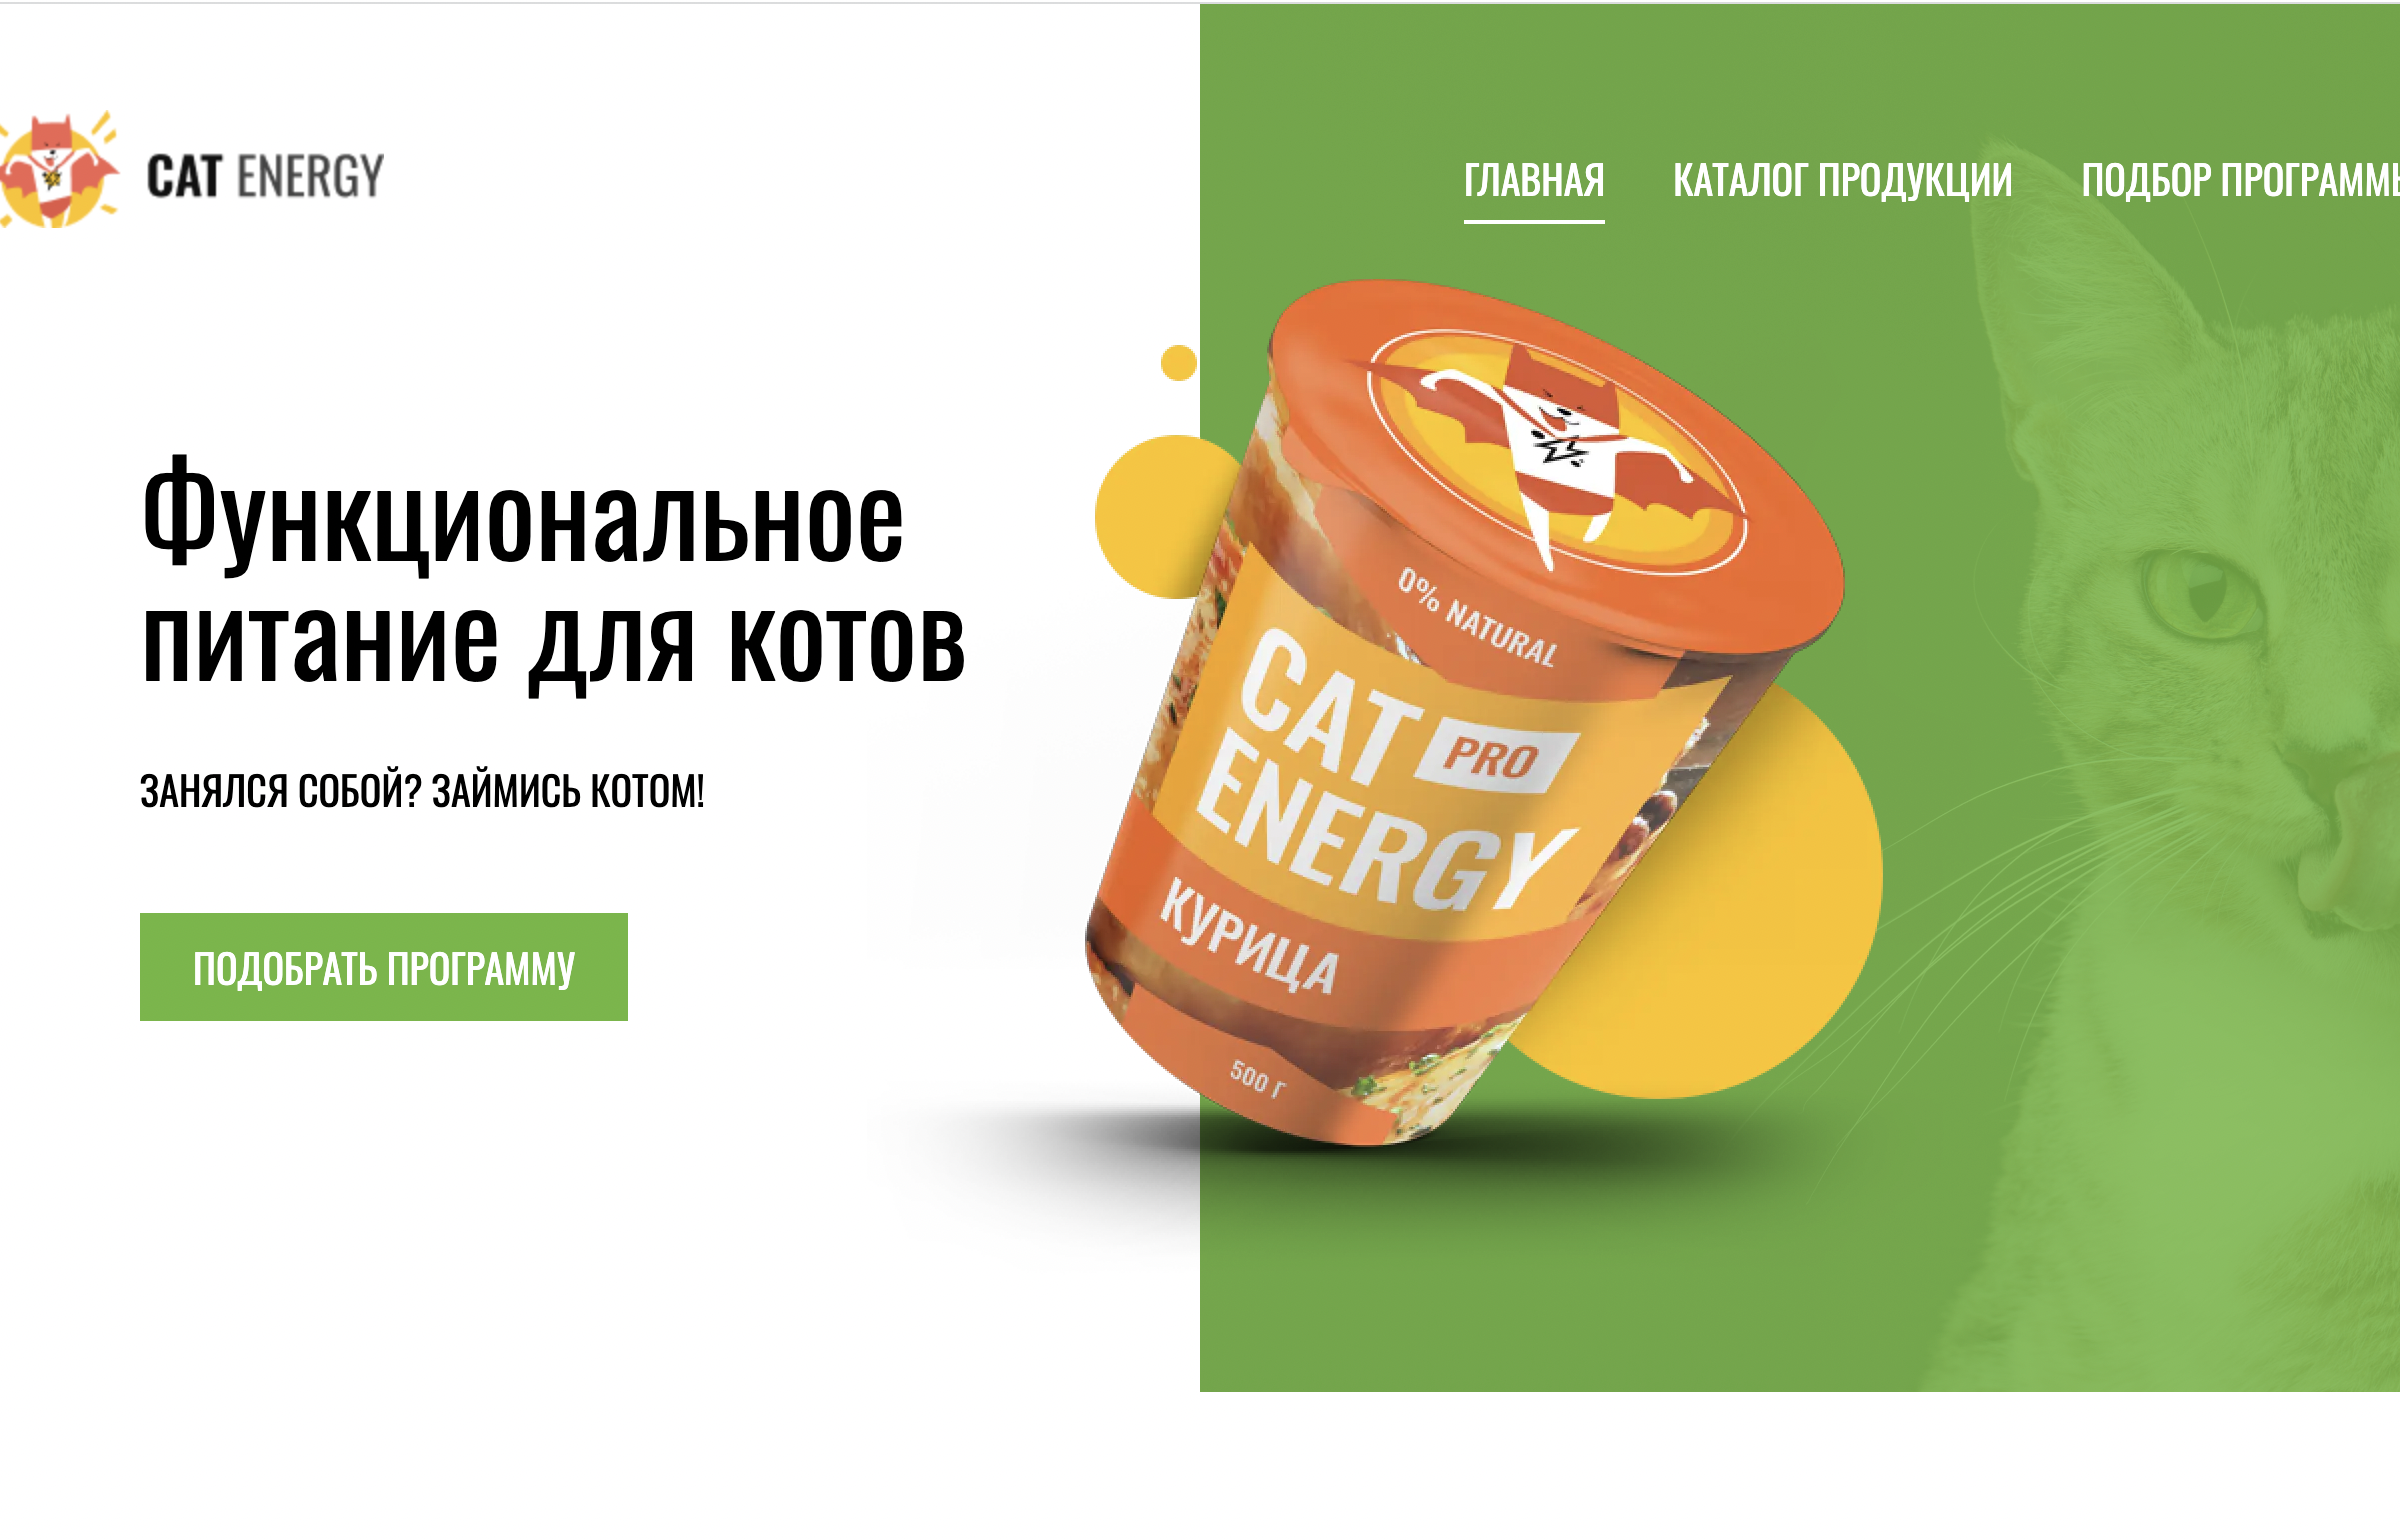 CAT ENERGY
ГЛАВНАЯ КАТАЛОГ ПРОДУКЦИИ ПОДБОР ПРОГРАММЫ
Функциональное
питание для котов
ЗАНЯЛСЯ СОБОЙ? ЗАЙМИСЬ КОТОМ!
ПОДОБРАТЬ ПРОГРАММУ
0% NATURAL
CAT PRO
ENERGY
КУРИЦА
500 Г